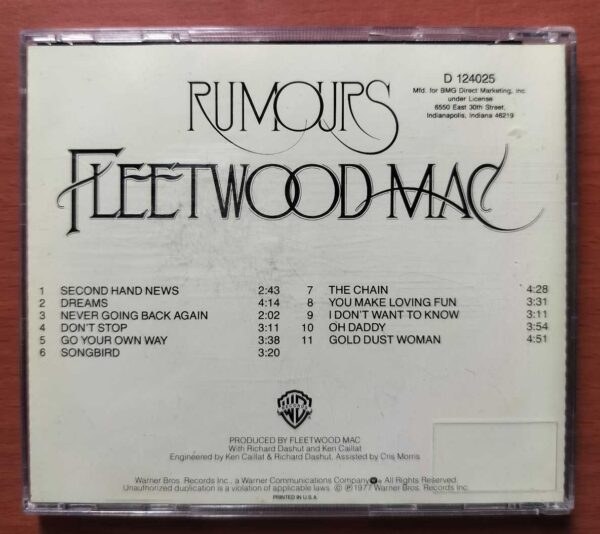 RUMOURS
D 124025
Mfd. for BMG Direct Marketing, Inc.
under License
6550 East 30th Street,
Indianapolis, Indiana 46219
FLEETWOOD MAC
1 SECOND HAND NEWS 2:43
2 DREAMS 4:14
3 NEVER GOING BACK AGAIN 2:02
4 DON'T STOP 3:11
5 GO YOUR OWN WAY 3:38
6 SONGBIRD 3:20
7 THE CHAIN 4:28
8 YOU MAKE LOVING FUN 3:31
9 I DON'T WANT TO KNOW 3:11
10 OH DADDY 3:54
11 GOLD DUST WOMAN 4:51
RECORDS
PRODUCED BY FLEETWOOD MAC
With Richard Dashut and Ken Caillat
Engineered by Ken Caillat & Richard Dashut, Assisted by Cris Morris
Warner Bros. Records Inc., a Warner Communications Company All Rights Reserved.
Unauthorized duplication is a violation of applicable laws © ℗ 1977 Warner Bros. Records Inc.
PRINTED IN U.S.A.